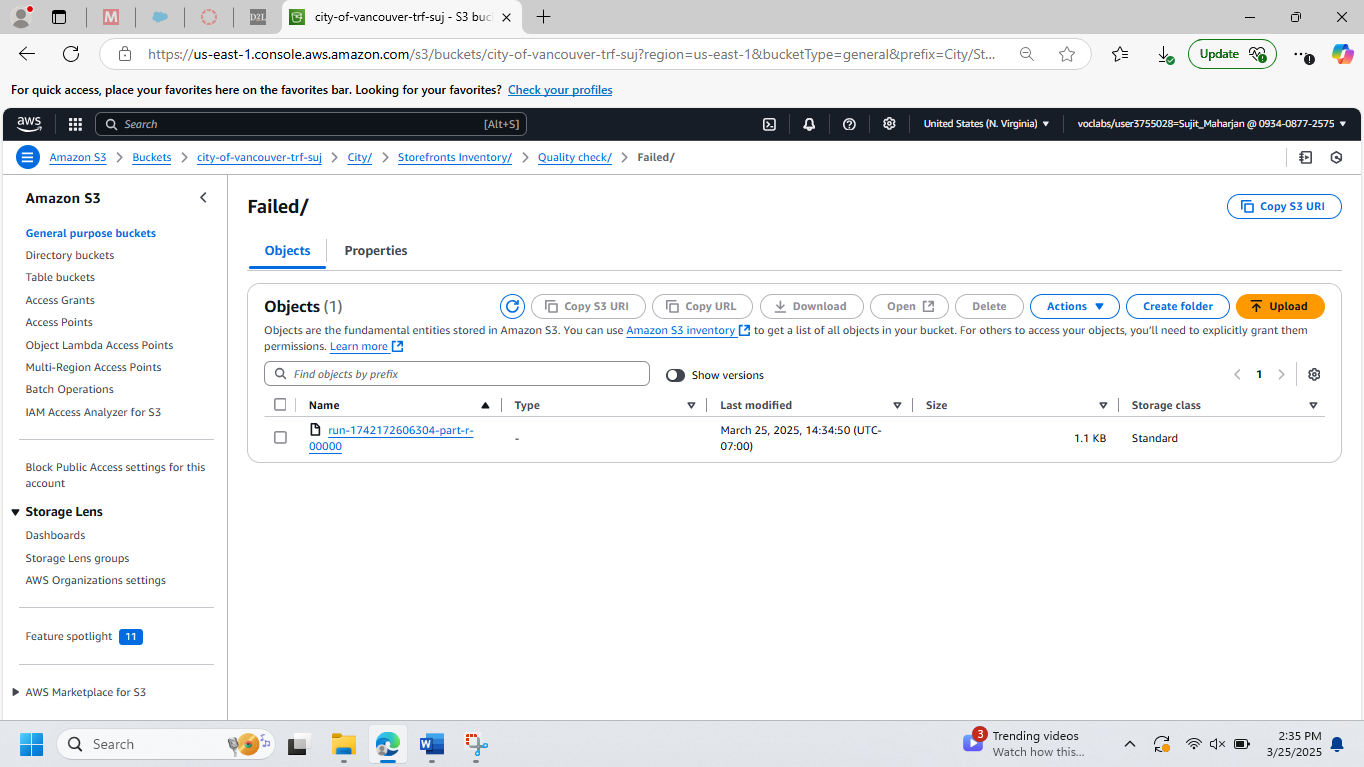 M
D2L
city-of-vancouver-trf-suj - S3 buc
https://us-east-1.console.aws.amazon.com/s3/buckets/city-of-vancouver-trf-suj?region=us-east-1&bucketType=general&prefix=City/St...
Update
For quick access, place your favorites here on the favorites bar. Looking for your favorites? Check your profiles
aws
Search
[Alt+S]
United States (N. Virginia)
voclabs/user3755028=Sujit_Maharjan @ 0934-0877-2575
Amazon S3
Buckets
city-of-vancouver-trf-suj
City/
Storefronts Inventory/
Quality check/
Failed/
Amazon S3
General purpose buckets
Directory buckets
Table buckets
Access Grants
Access Points
Object Lambda Access Points
Multi-Region Access Points
Batch Operations
IAM Access Analyzer for S3
Block Public Access settings for this
account
Storage Lens
Dashboards
Storage Lens groups
AWS Organizations settings
Feature spotlight 11
AWS Marketplace for S3
Failed/
Copy S3 URI
Objects
Properties
Objects (1)
Copy S3 URI
Copy URL
Download
Open
Delete
Actions
Create folder
Upload
Objects are the fundamental entities stored in Amazon S3. You can use Amazon S3 inventory to get a list of all objects in your bucket. For others to access your objects, you'll need to explicitly grant them
permissions. Learn more
Find objects by prefix
Show versions
1
Name
Type
Last modified
Size
Storage class
run-1742172606304-part-r-
00000
-
March 25, 2025, 14:34:50 (UTC-
07:00)
1.1 KB
Standard
Search
3
Trending videos
Watch how this...
2:35 PM
3/25/2025